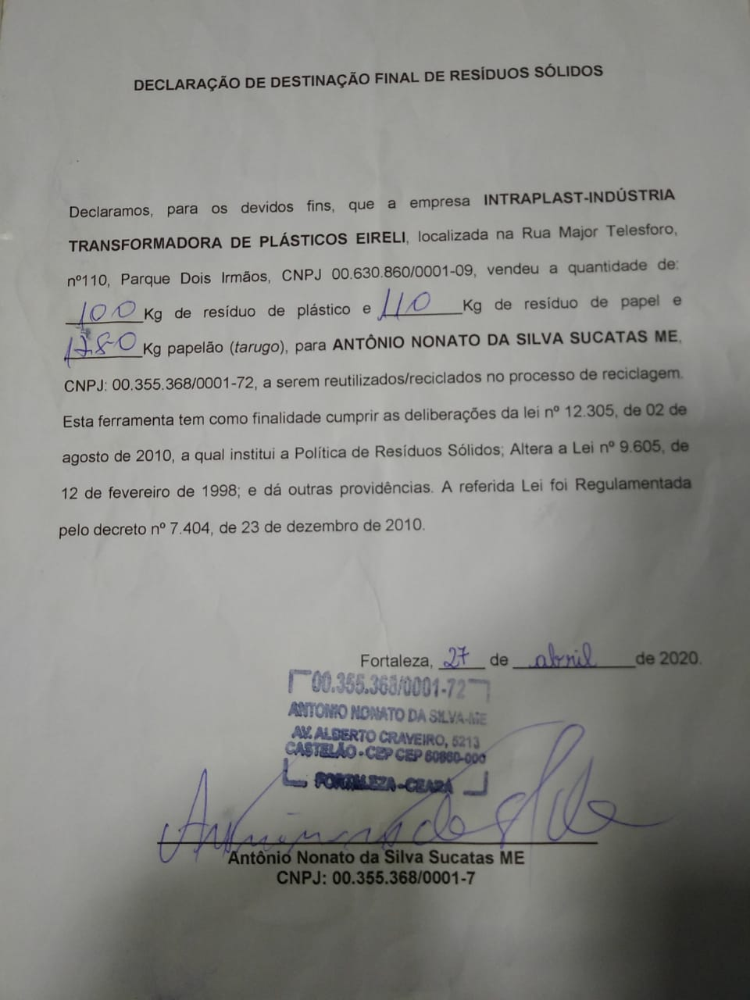 DECLARAÇÃO DE DESTINAÇÃO FINAL DE RESÍDUOS SÓLIDOS
Declaramos, para os devidos fins, que a empresa INTRAPLAST-INDÚSTRIA
TRANSFORMADORA DE PLÁSTICOS EIRELI, localizada na Rua Major Telesforo,
nº110, Parque Dois Irmãos, CNPJ 00.630.860/0001-09, vendeu a quantidade de:
100 Kg de resíduo de plástico e 110 Kg de resíduo de papel e
1780 Kg papelão (tarugo), para ANTÔNIO NONATO DA SILVA SUCATAS ME,
CNPJ: 00.355.368/0001-72, a serem reutilizados/reciclados no processo de reciclagem.
Esta ferramenta tem como finalidade cumprir as deliberações da lei nº 12.305, de 02 de
agosto de 2010, a qual institui a Política de Resíduos Sólidos; Altera a Lei nº 9.605, de
12 de fevereiro de 1998; e dá outras providências. A referida Lei foi Regulamentada
pelo decreto nº 7.404, de 23 de dezembro de 2010.
Fortaleza, 27 de abril de 2020.
00.355.368/0001-72
ANTONIO NONATO DA SILVA-ME
AV. ALBERTO CRAVEIRO, 5213
CASTELÃO - CEP CEP 60860-000
FORTALEZA - CEARÁ
Antônio Nonato da Silva Sucatas ME
CNPJ: 00.355.368/0001-7